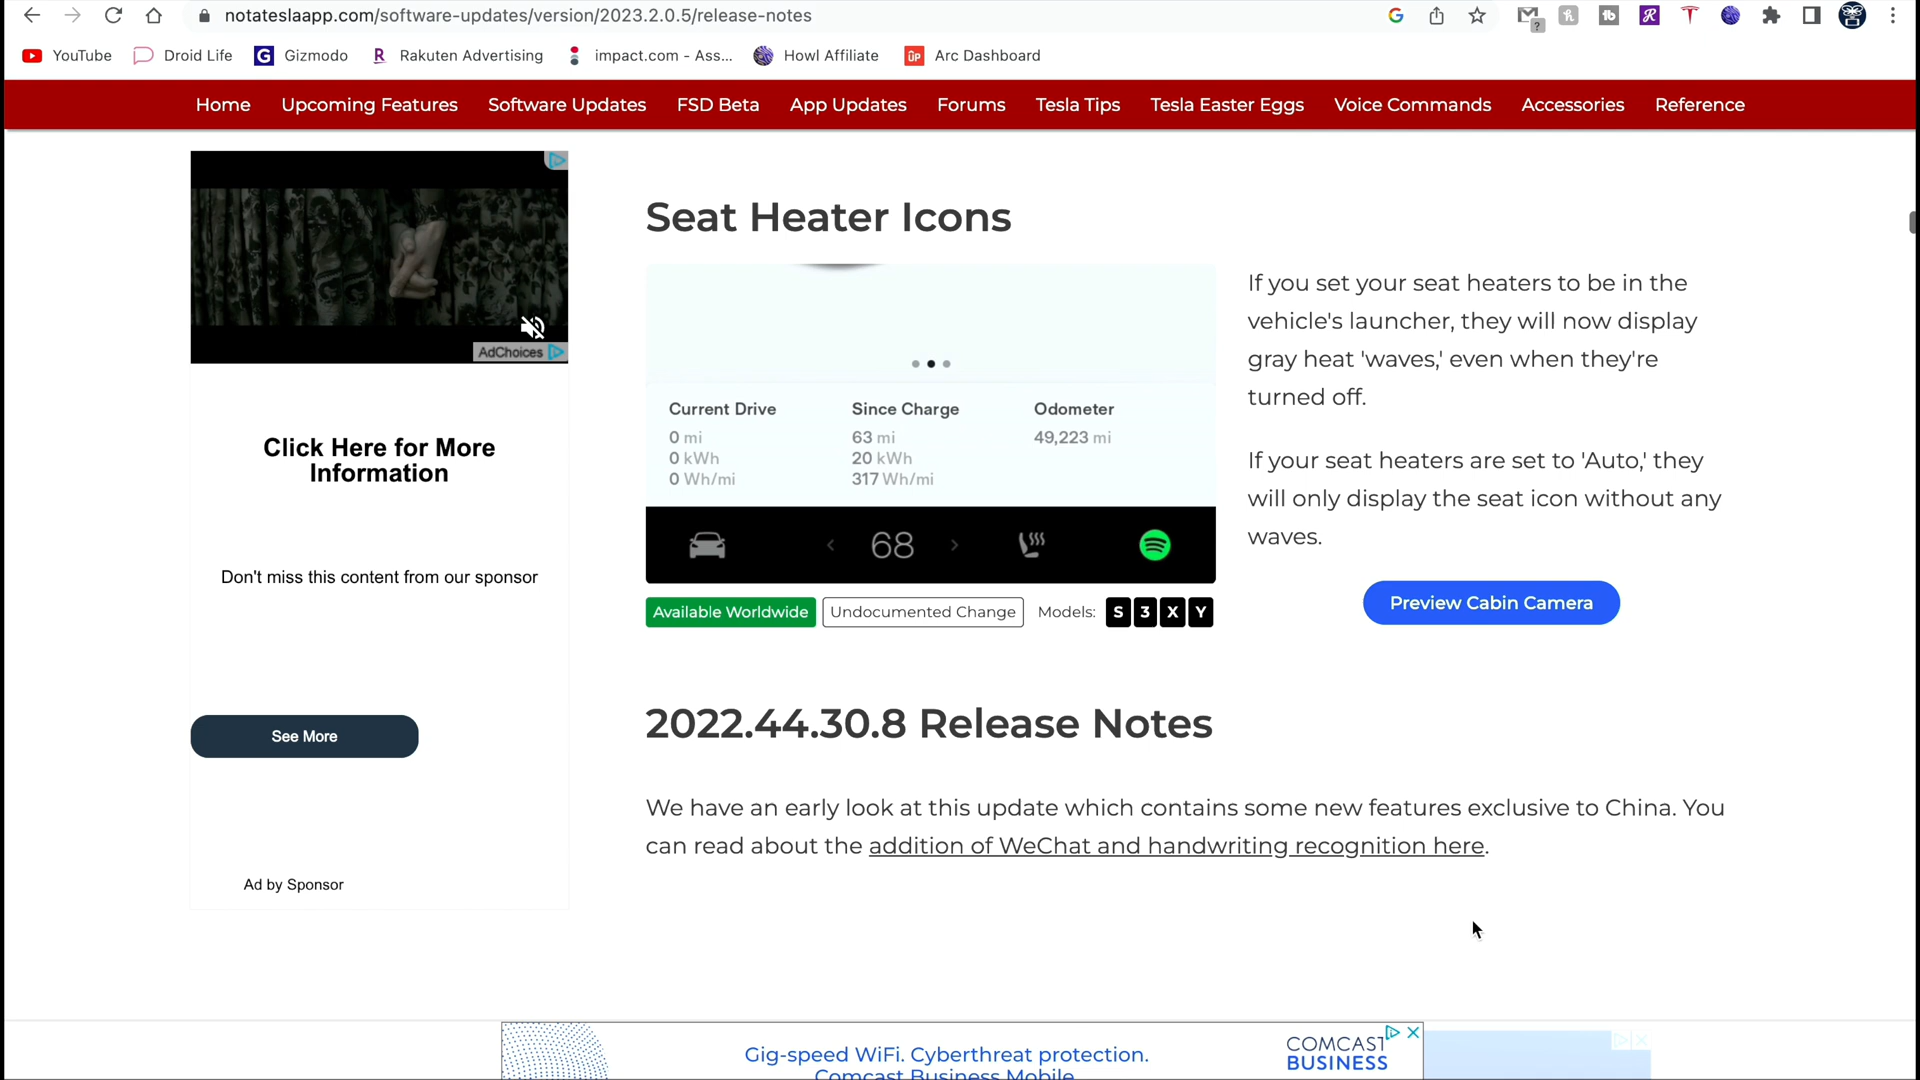 notateslaapp.com/software-updates/version/2023.2.0.5/release-notes
YouTube Droid Life Gizmodo Rakuten Advertising impact.com - Ass... Howl Affiliate Arc Dashboard
Home Upcoming Features Software Updates FSD Beta App Updates Forums Tesla Tips Tesla Easter Eggs Voice Commands Accessories Reference
AdChoices
Click Here for More
Information
Don't miss this content from our sponsor
See More
Ad by Sponsor
Seat Heater Icons
Current Drive Since Charge Odometer
0 mi 63 mi 49,223 mi
0 kWh 20 kWh
0 Wh/mi 317 Wh/mi
< 68 >
Available Worldwide Undocumented Change Models: S 3 X Y
If you set your seat heaters to be in the
vehicle's launcher, they will now display
gray heat 'waves,' even when they're
turned off.
If your seat heaters are set to 'Auto,' they
will only display the seat icon without any
waves.
Preview Cabin Camera
2022.44.30.8 Release Notes
We have an early look at this update which contains some new features exclusive to China. You
can read about the addition of WeChat and handwriting recognition here.
Gig-speed WiFi. Cyberthreat protection.
Comcast Business Mobile.
COMCAST
BUSINESS